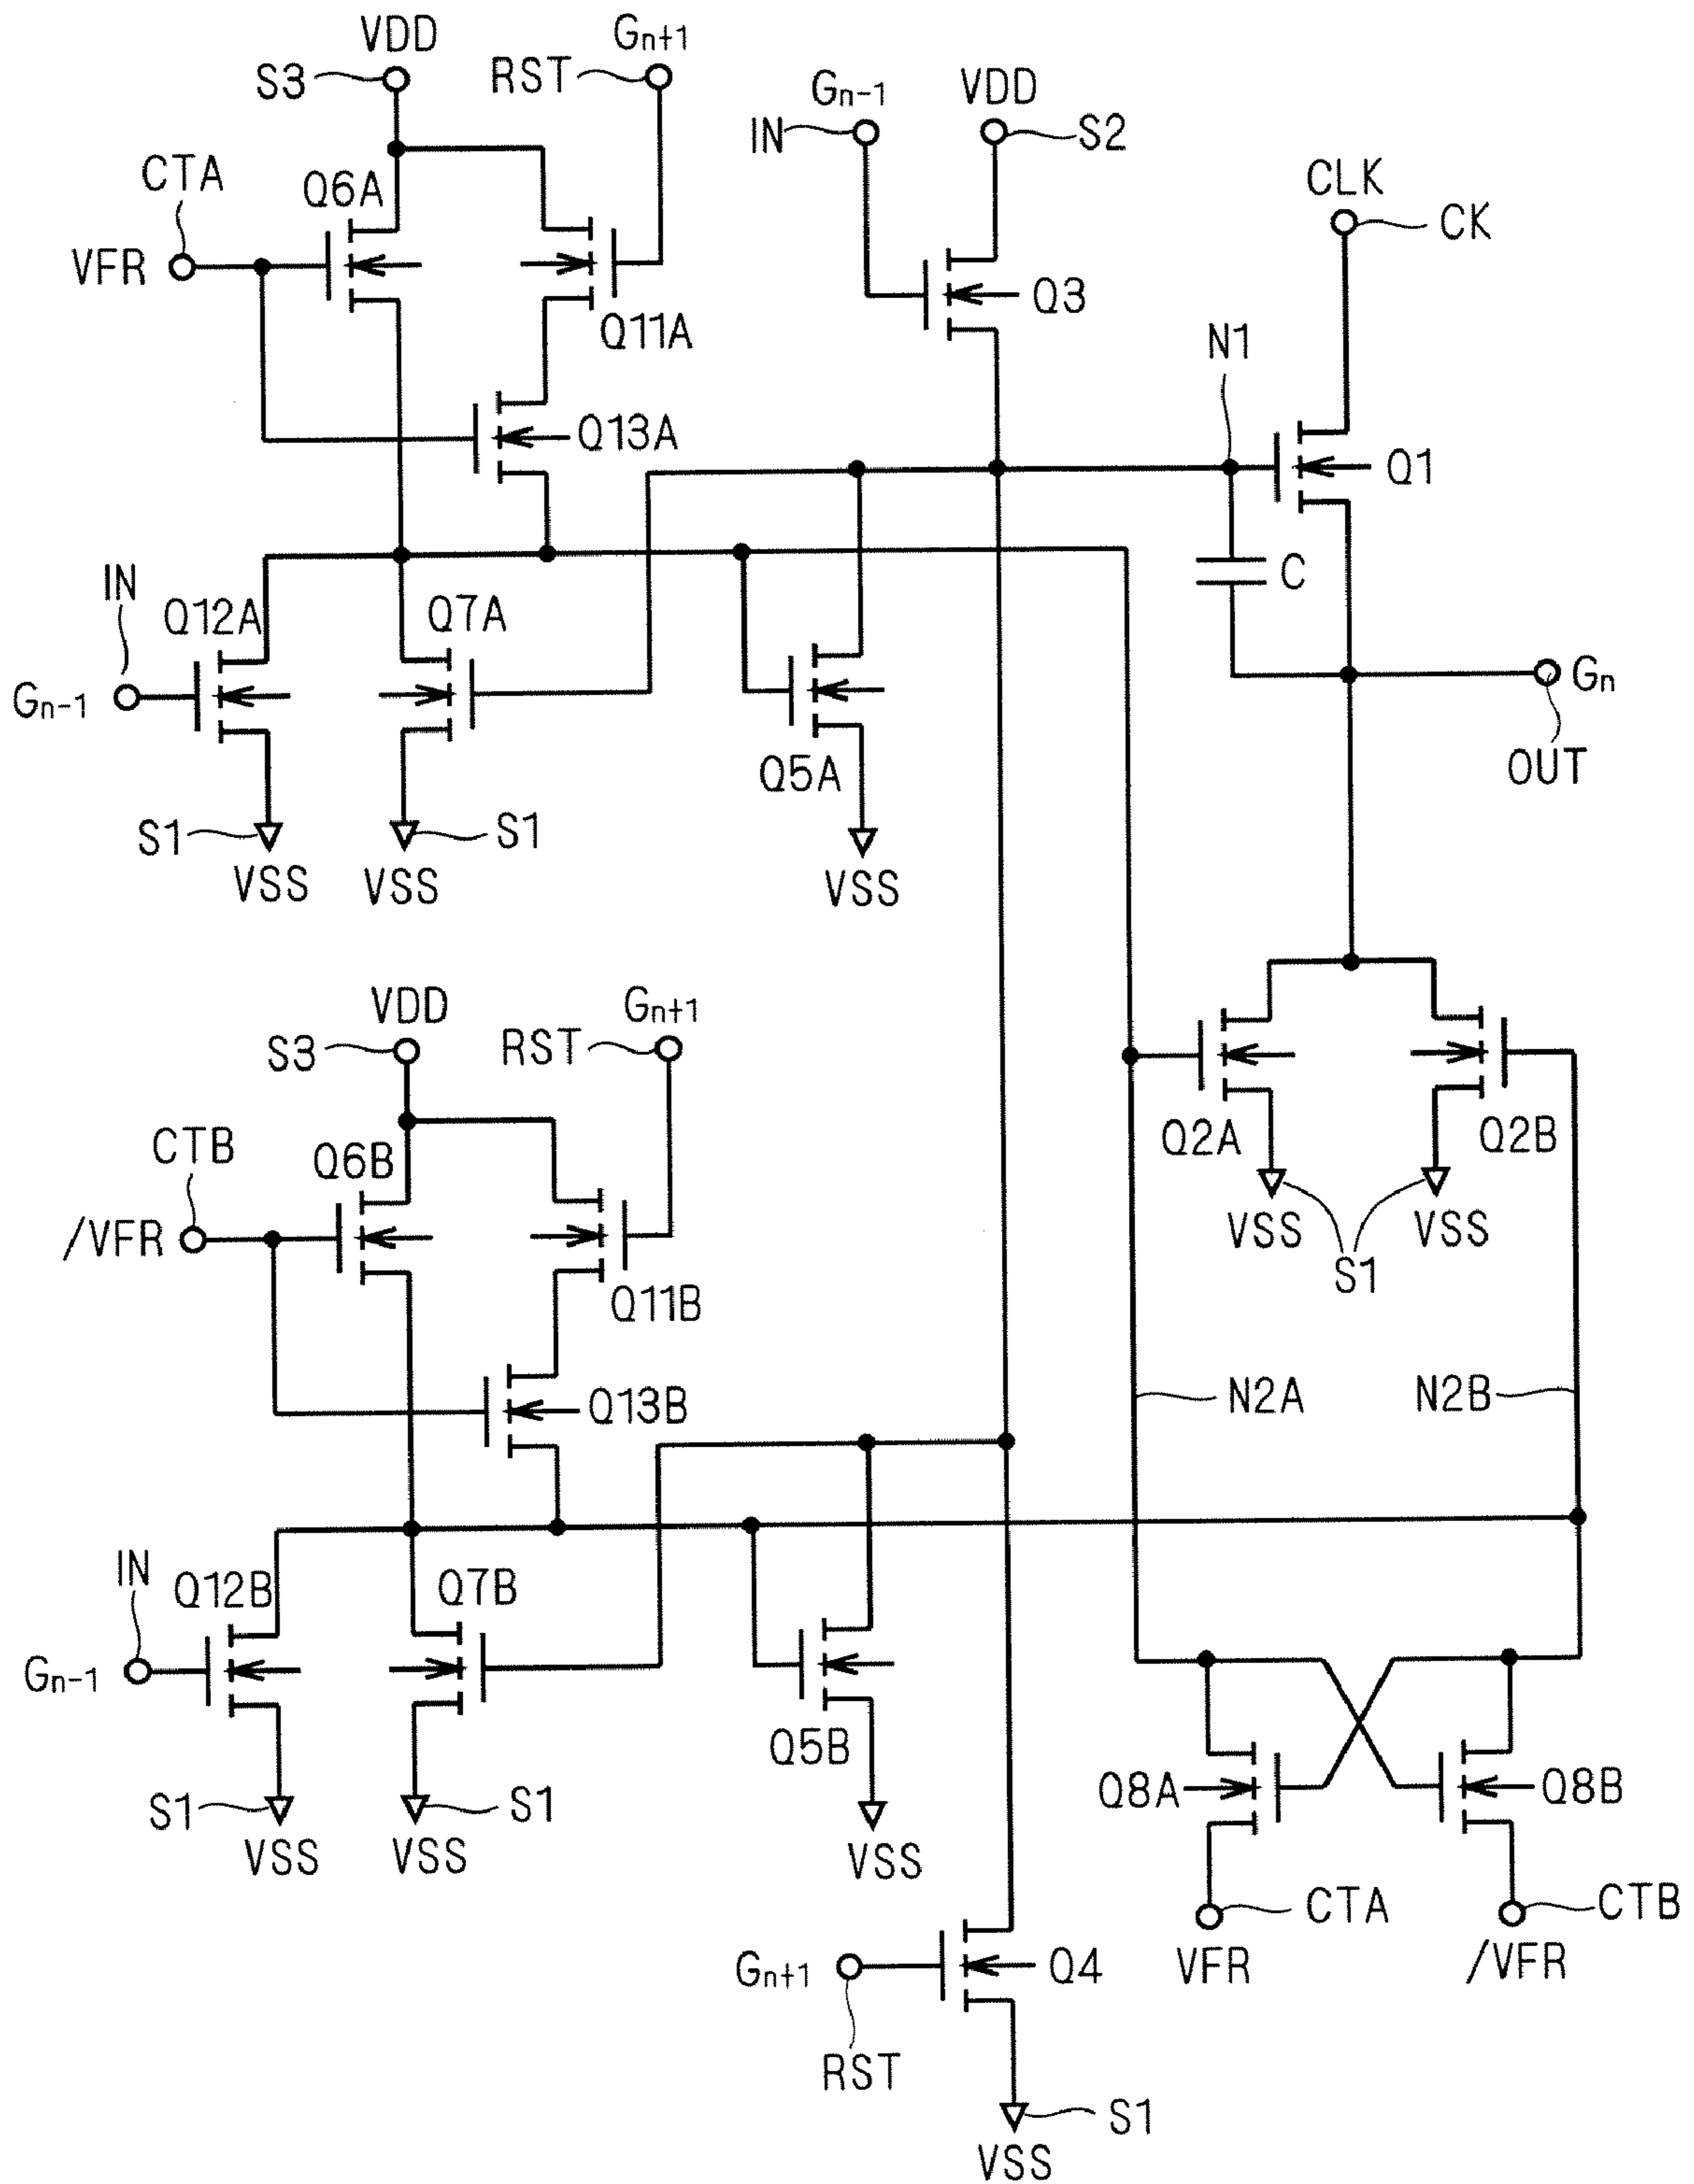 VDD
S3
Gn+1
RST
Gn-1
IN
VDD
S2
CTA
VFR
Q6A
Q11A
Q13A
Q3
CLK
CK
N1
Q1
C
IN
Gn-1
Q12A
Q7A
Q5A
S1
VSS
S1
VSS
VSS
Gn
OUT
VDD
S3
Gn+1
RST
CTB
/VFR
Q6B
Q11B
Q13B
Q2A
Q2B
VSS
VSS
S1
N2A
N2B
IN
Gn-1
Q12B
Q7B
Q5B
S1
VSS
S1
VSS
VSS
Q8A
Q8B
CTA
VFR
CTB
/VFR
Gn+1
RST
Q4
S1
VSS